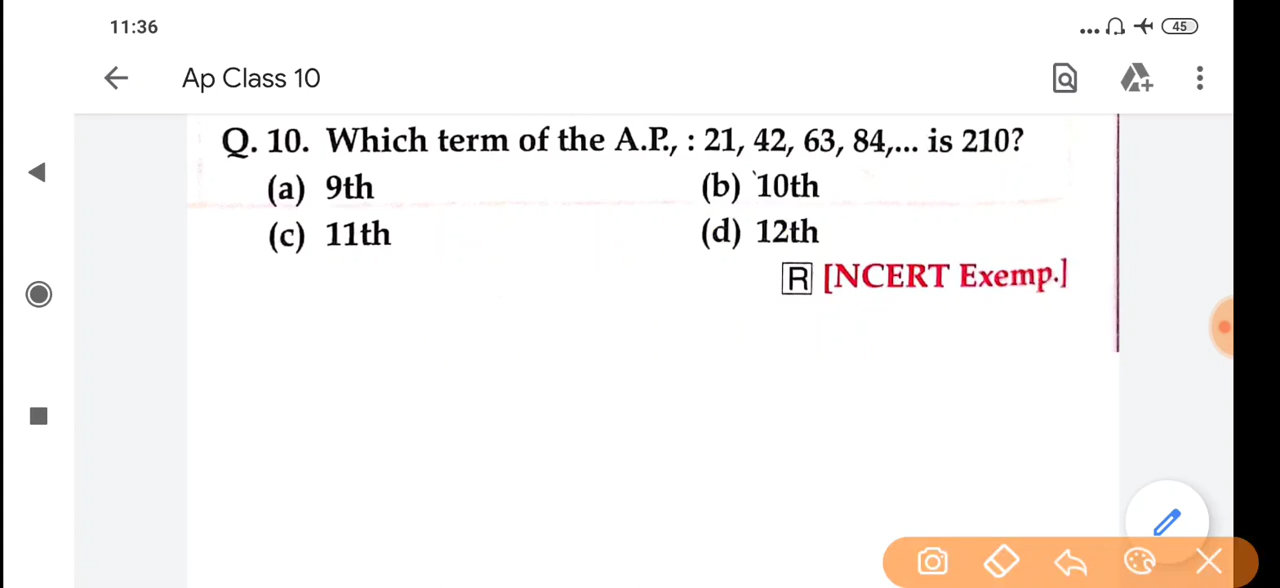 11:36
45
Ap Class 10
Q. 10. Which term of the A.P., : 21, 42, 63, 84,... is 210?
(a) 9th (b) 10th
(c) 11th (d) 12th
R [NCERT Exemp.]